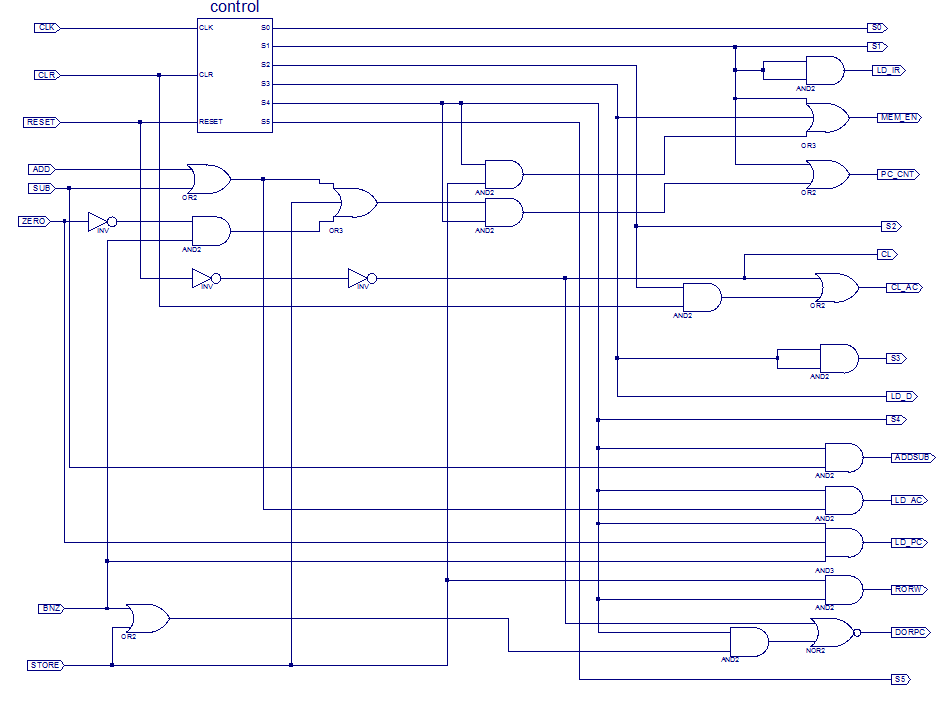 control
CLK
CLK
S0
S0
S1
S1
S2
LD_IR
CLR
CLR
S3
AND2
S4
RESET
RESET
S5
MEM_EN
OR3
ADD
SUB
OR2
AND2
PC_CNT
OR2
ZERO
INV
AND2
OR3
AND2
S2
CL
INV
INV
AND2
OR2
CL_AC
AND2
S3
LD_D
S4
ADDSUB
AND2
LD_AC
AND2
LD_PC
AND3
RORW
AND2
BNZ
OR2
DORPC
AND2
NOR2
STORE
S5